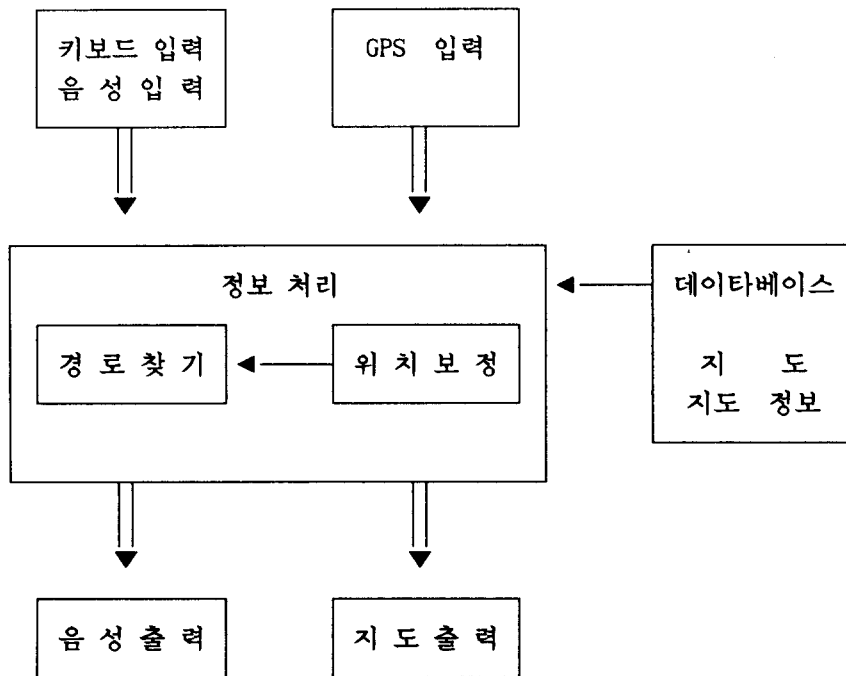 키보드 입력
음 성 입 력
GPS 입력
정보 처리
경 로 찾 기
위 치 보 정
데이타베이스
지 도
지도 정보
음 성 출 력
지 도 출 력